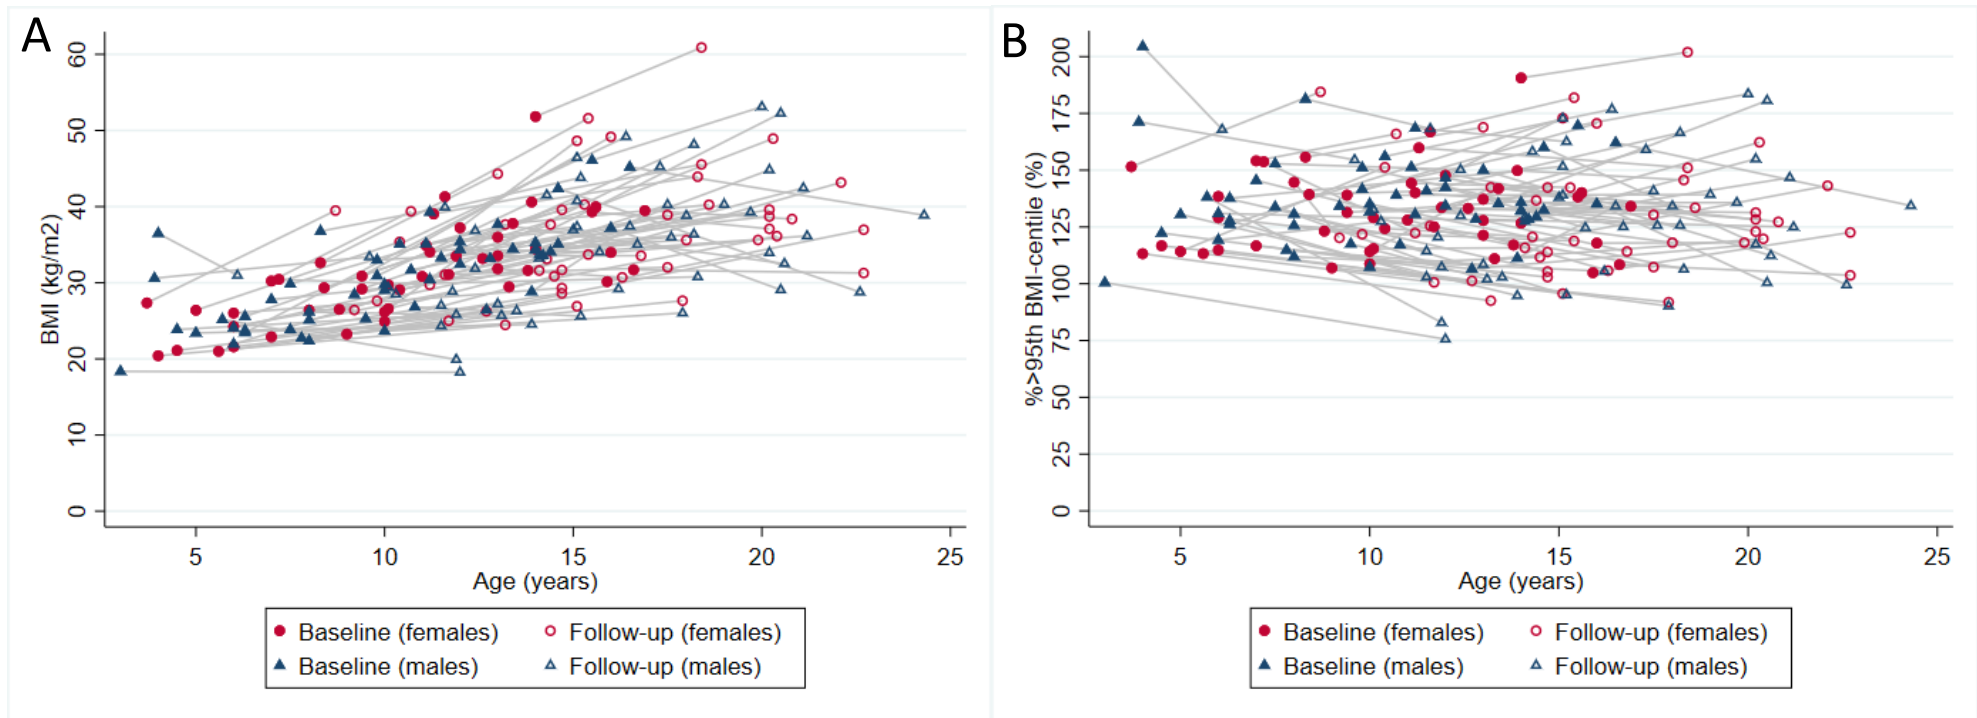 A
BMI (kg/m2)
60
50
40
30
20
10
0
5 10 15 20 25
Age (years)
Baseline (females) Follow-up (females)
Baseline (males) Follow-up (males)
B
%>95th BMI-centile (%)
200
175
150
125
100
75
50
25
0
5 10 15 20 25
Age (years)
Baseline (females) Follow-up (females)
Baseline (males) Follow-up (males)